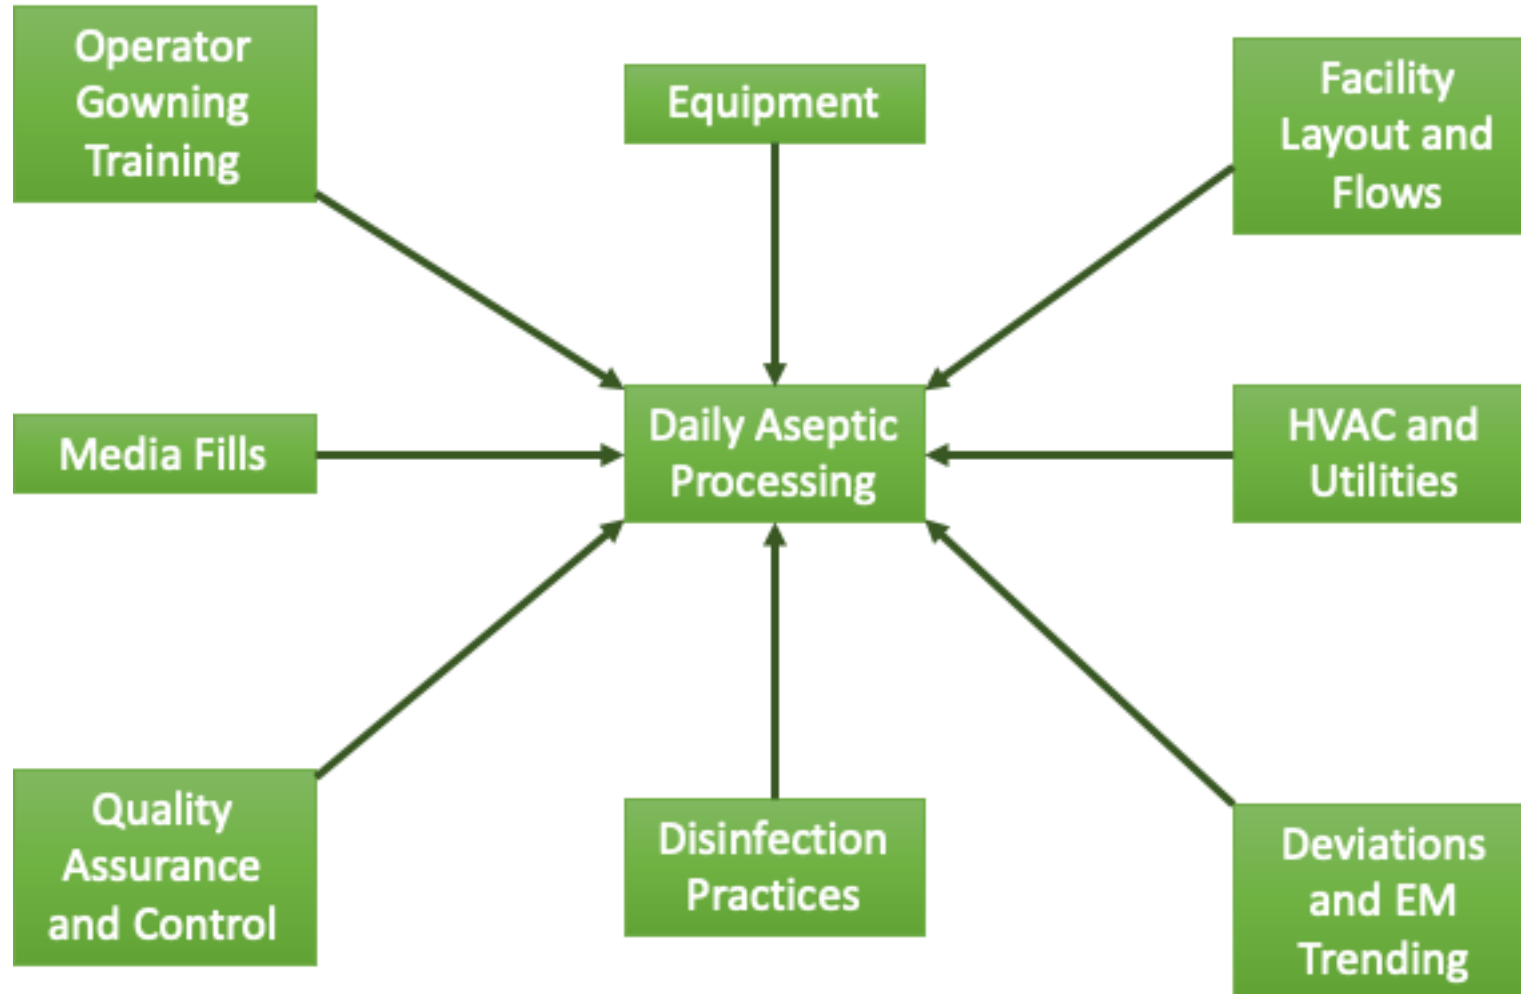 Operator
Gowning
Training
Equipment
Facility
Layout and
Flows
Media Fills
Daily Aseptic
Processing
HVAC and
Utilities
Quality
Assurance
and Control
Disinfection
Practices
Deviations
and EM
Trending